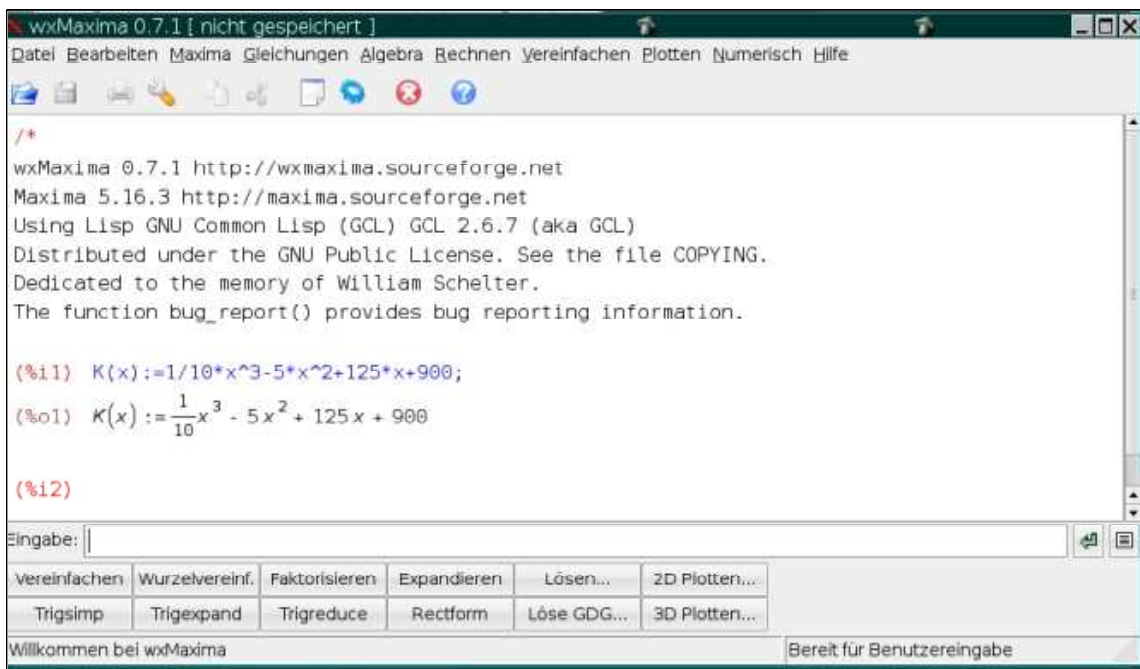 wxMaxima 0.7.1 [ nicht gespeichert ]
Datei Bearbeiten Maxima Gleichungen Algebra Rechnen Vereinfachen Plotten Numerisch Hilfe
/*
wxMaxima 0.7.1 http://wxmaxima.sourceforge.net
Maxima 5.16.3 http://maxima.sourceforge.net
Using Lisp GNU Common Lisp (GCL) GCL 2.6.7 (aka GCL)
Distributed under the GNU Public License. See the file COPYING.
Dedicated to the memory of William Schelter.
The function bug_report() provides bug reporting information.
(%i1) K(x):=1/10*x^3-5*x^2+125*x+900;
(%o1) K(x) := 1/10 x^3 - 5 x^2 + 125 x + 900
(%i2)
Eingabe:
Vereinfachen Wurzelvereinf. Faktorisieren Expandieren Lösen... 2D Plotten...
Trigsimp Trigexpand Trigreduce Rectform Löse GDG... 3D Plotten...
Willkommen bei wxMaxima Bereit für Benutzereingabe